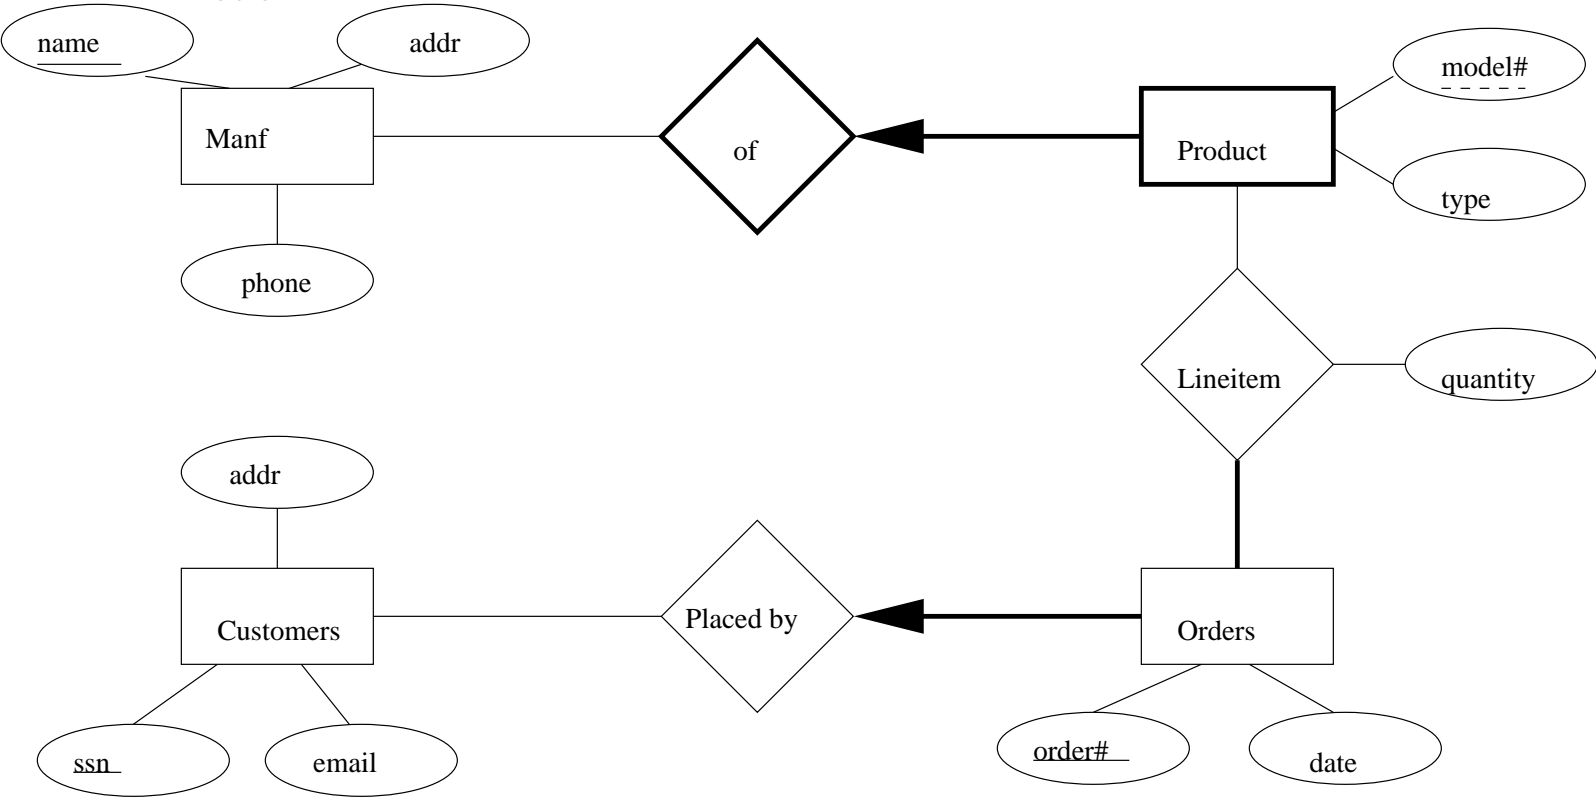 name
addr
model#
Manf
of
Product
type
phone
Lineitem
quantity
addr
Customers
Placed by
Orders
ssn
email
order#
date